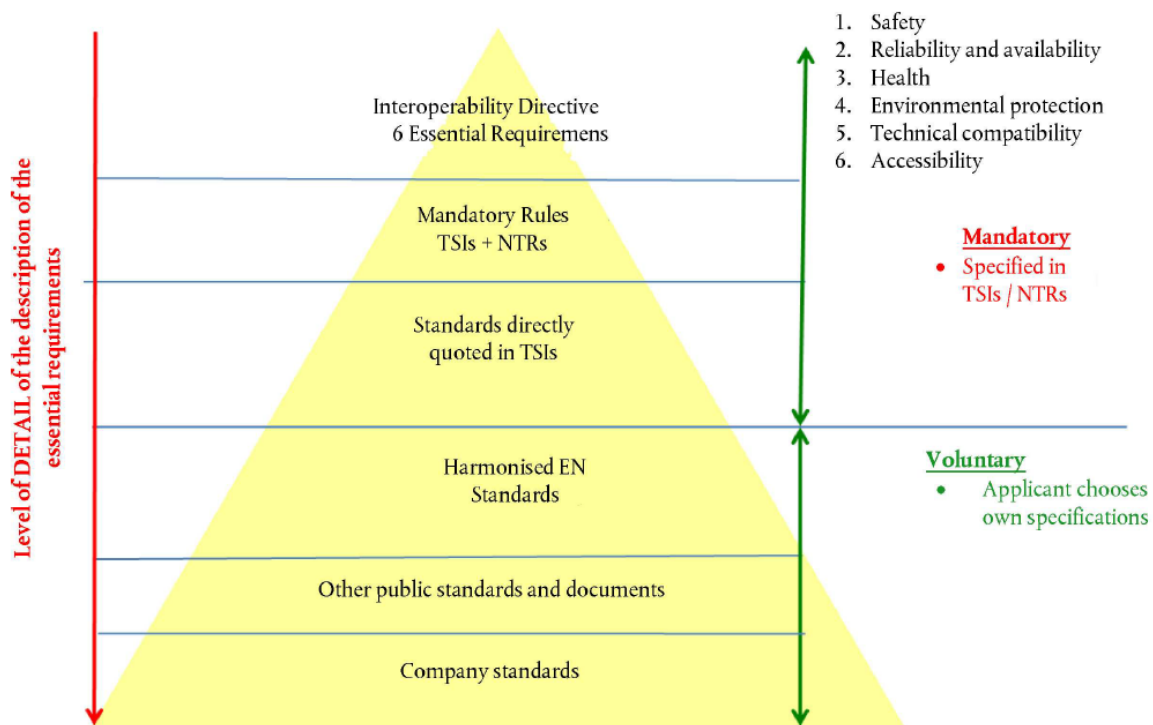 1. Safety
2. Reliability and availability
3. Health
4. Environmental protection
5. Technical compatibility
6. Accessibility
Interoperability Directive
6 Essential Requiremens
Mandatory Rules
TSIs + NTRs
Standards directly
quoted in TSIs
Harmonised EN
Standards
Other public standards and documents
Company standards
Level of DETAIL of the description of the
essential requirements
Mandatory
• Specified in
TSIs / NTRs
Voluntary
• Applicant chooses
own specifications